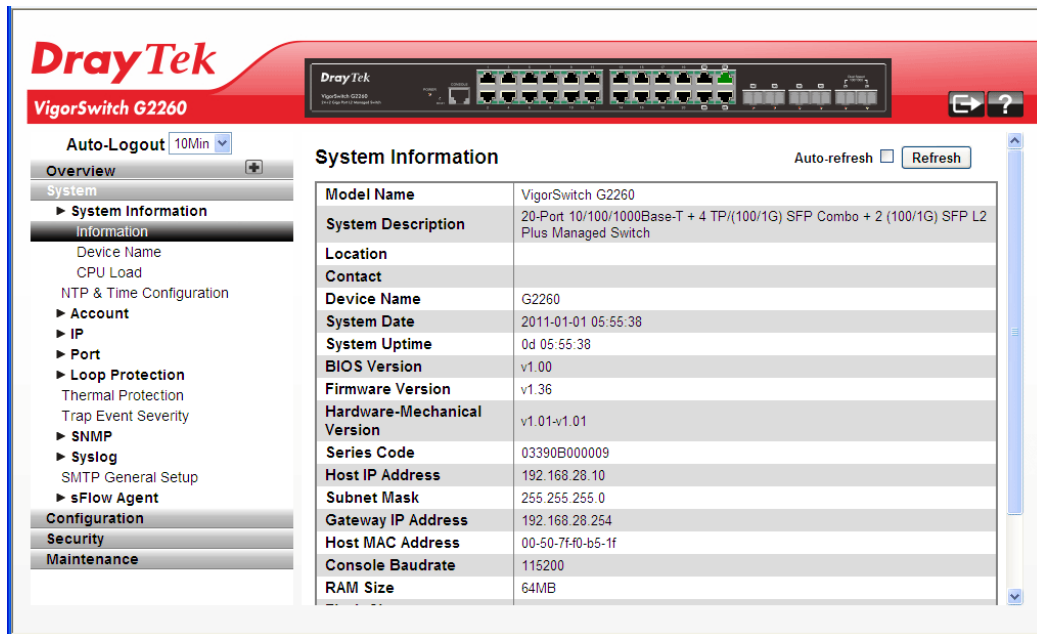 DrayTek
VigorSwitch G2260
DrayTek
VigorSwitch G2260
CONSOLE
Auto-Logout 10Min
Overview
System
System Information
Information
Device Name
CPU Load
NTP & Time Configuration
Account
IP
Port
Loop Protection
Thermal Protection
Trap Event Severity
SNMP
Syslog
SMTP General Setup
sFlow Agent
Configuration
Security
Maintenance
System Information
Auto-refresh Refresh
Model Name VigorSwitch G2260
System Description 20-Port 10/100/1000Base-T + 4 TP/(100/1G) SFP Combo + 2 (100/1G) SFP L2
Plus Managed Switch
Location
Contact
Device Name G2260
System Date 2011-01-01 05:55:38
System Uptime 0d 05:55:38
BIOS Version v1.00
Firmware Version v1.36
Hardware-Mechanical
Version v1.01-v1.01
Series Code 03390B000009
Host IP Address 192.168.28.10
Subnet Mask 255.255.255.0
Gateway IP Address 192.168.28.254
Host MAC Address 00-50-7f-f0-b5-1f
Console Baudrate 115200
RAM Size 64MB